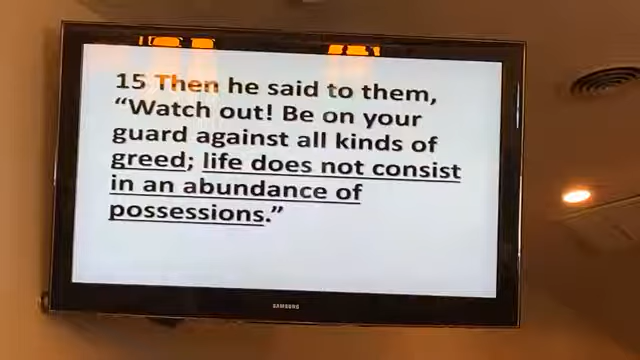 15 Then he said to them,
“Watch out! Be on your
guard against all kinds of
greed; life does not consist
in an abundance of
possessions.”
SAMSUNG